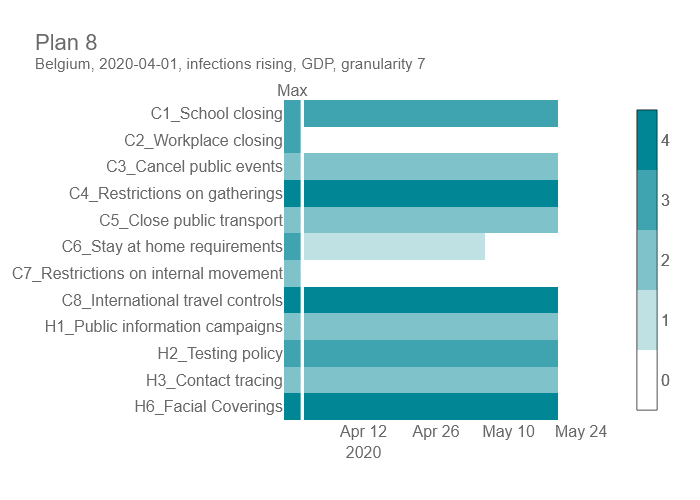 Plan 8
Belgium, 2020-04-01, infections rising, GDP, granularity 7
Max
C1_School closing
C2_Workplace closing
C3_Cancel public events
C4_Restrictions on gatherings
C5_Close public transport
C6_Stay at home requirements
C7_Restrictions on internal movement
C8_International travel controls
H1_Public information campaigns
H2_Testing policy
H3_Contact tracing
H6_Facial Coverings
Apr 12 Apr 26 May 10 May 24
2020
4
3
2
1
0